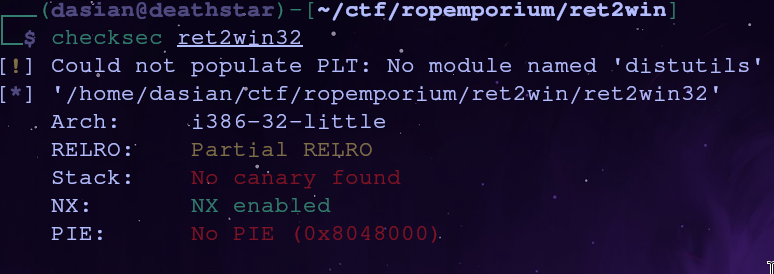 (dasian@deathstar)-[~/ctf/ropemporium/ret2win]
$ checksec ret2win32
[!] Could not populate PLT: No module named 'distutils'
[*] '/home/dasian/ctf/ropemporium/ret2win/ret2win32'
Arch: i386-32-little
RELRO: Partial RELRO
Stack: No canary found
NX: NX enabled
PIE: No PIE (0x8048000)